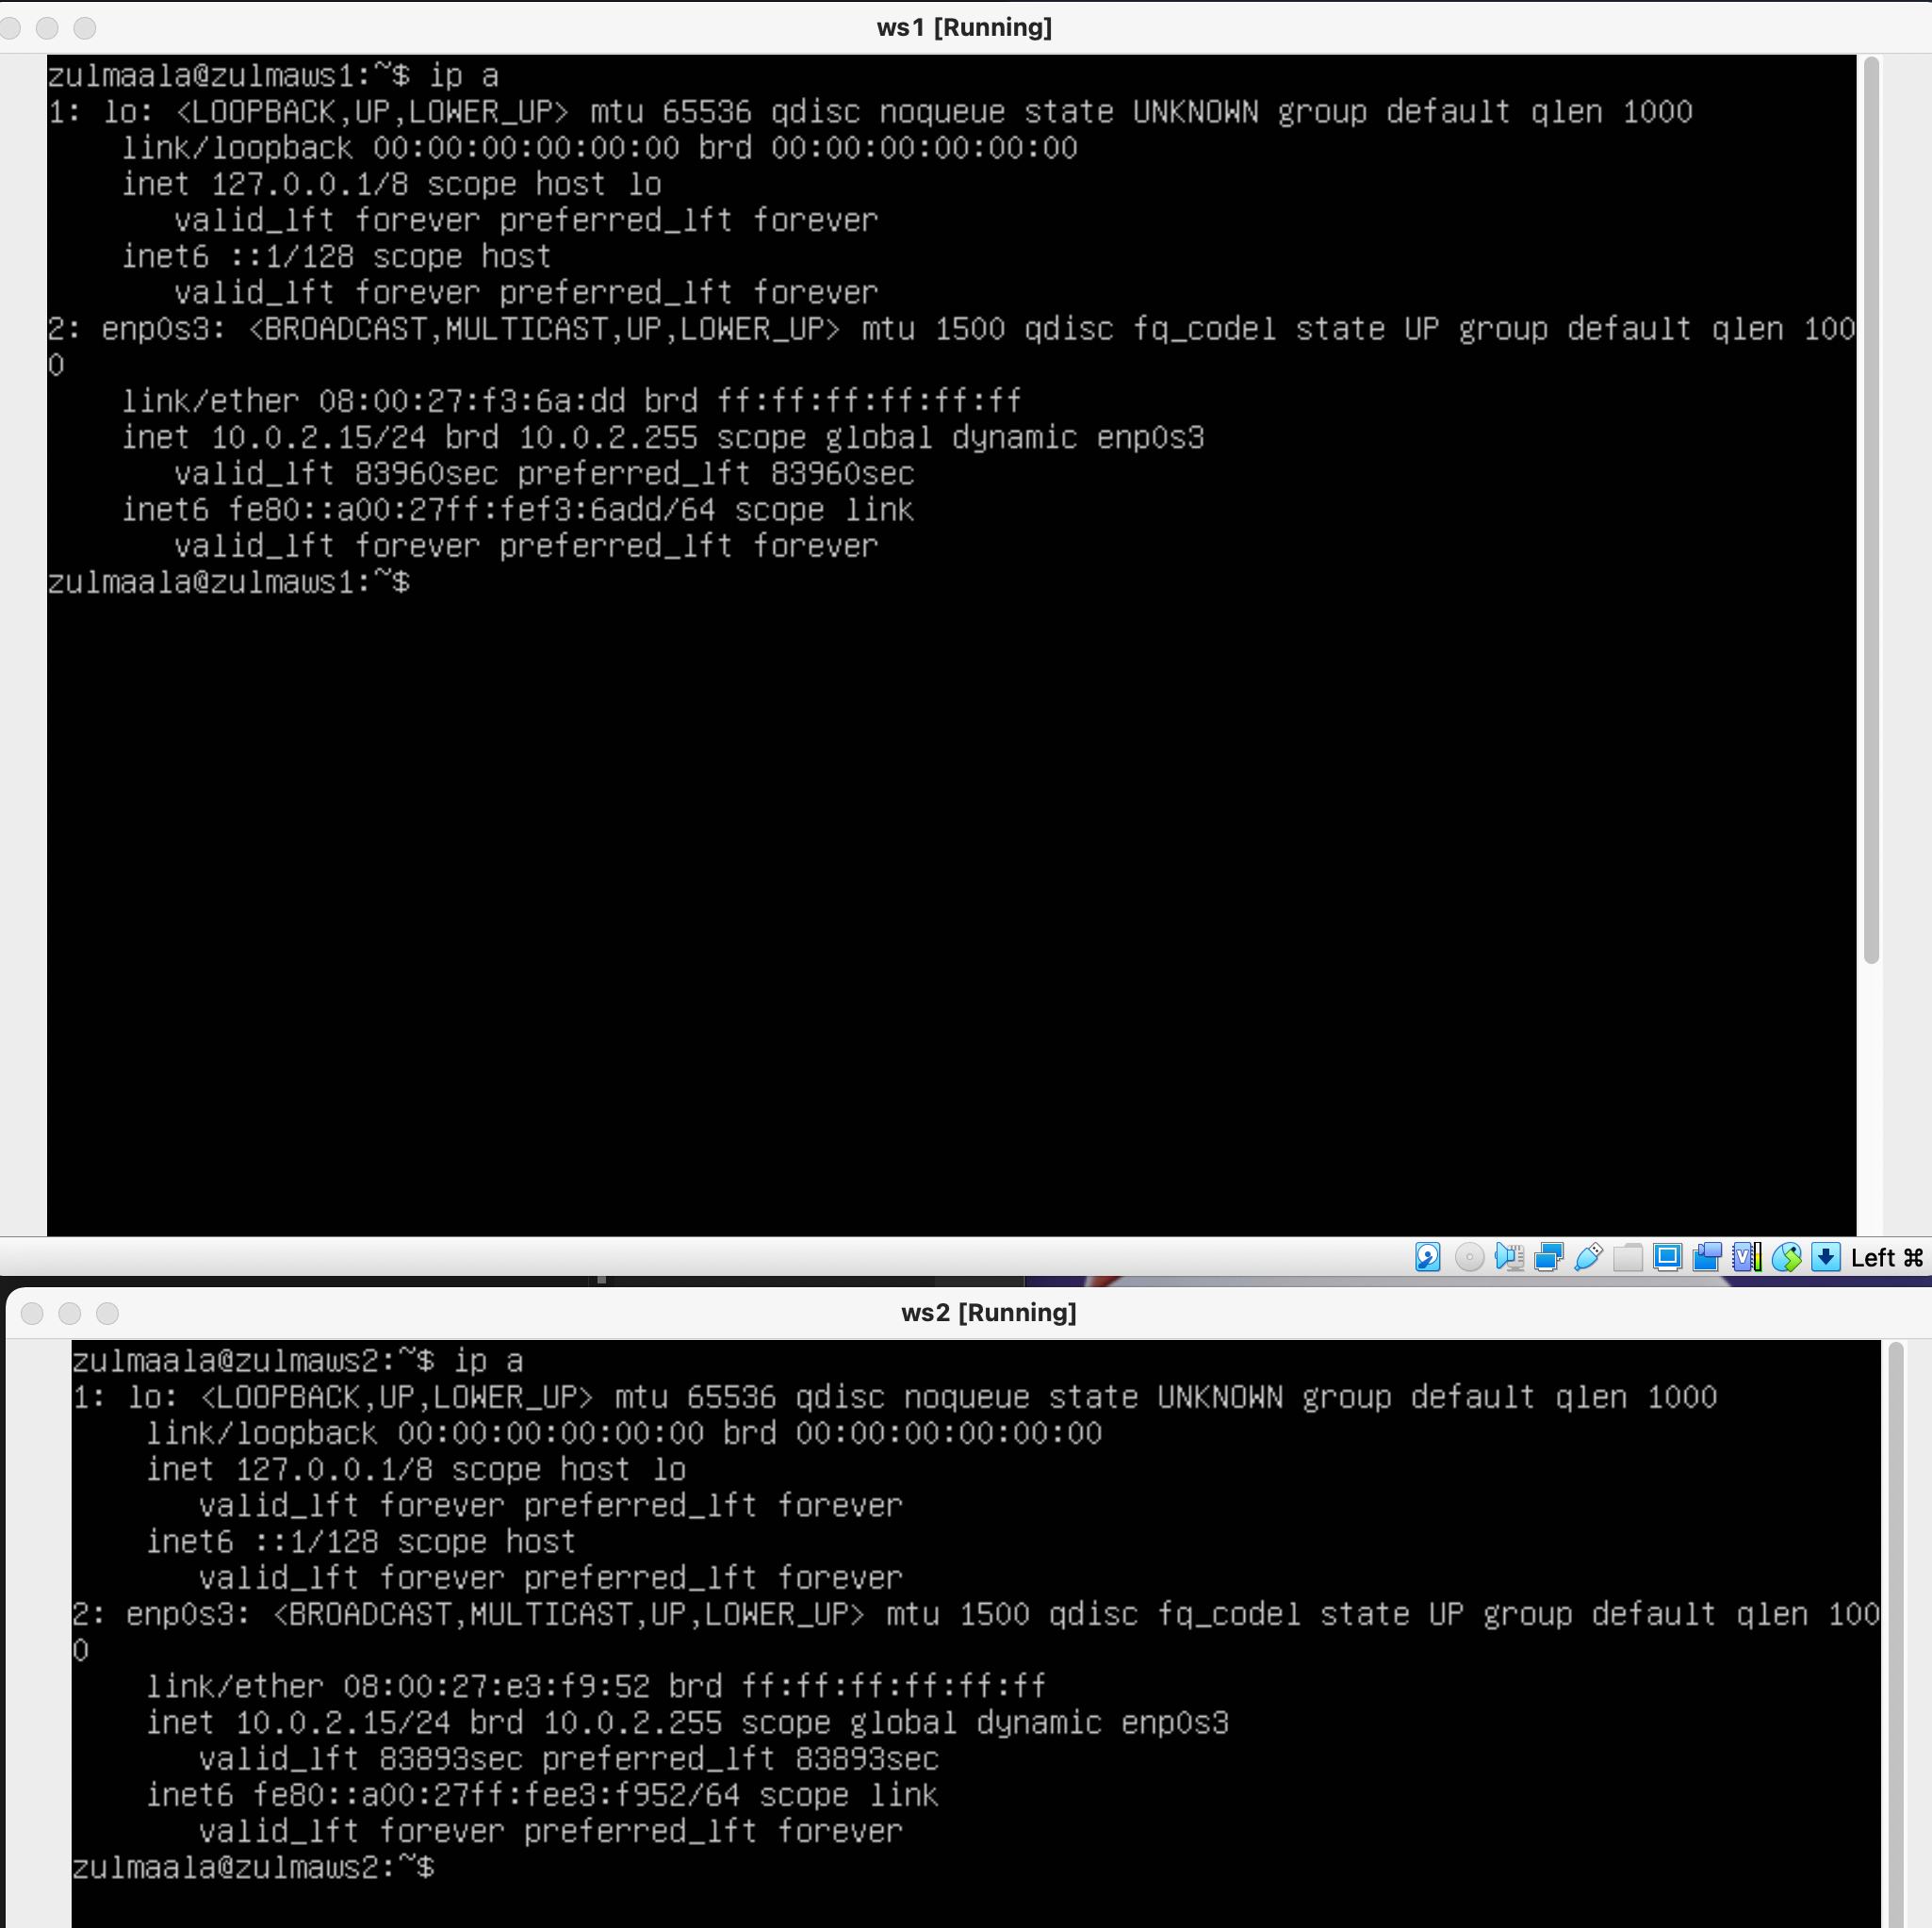 ws1 [Running]
zulmaala@zulmaws1:~$ ip a
1: lo: <LOOPBACK,UP,LOWER_UP> mtu 65536 qdisc noqueue state UNKNOWN group default qlen 1000
link/loopback 00:00:00:00:00:00 brd 00:00:00:00:00:00
inet 127.0.0.1/8 scope host lo
valid_lft forever preferred_lft forever
inet6 ::1/128 scope host
valid_lft forever preferred_lft forever
2: enp0s3: <BROADCAST,MULTICAST,UP,LOWER_UP> mtu 1500 qdisc fq_codel state UP group default qlen 100
0
link/ether 08:00:27:f3:6a:dd brd ff:ff:ff:ff:ff:ff
inet 10.0.2.15/24 brd 10.0.2.255 scope global dynamic enp0s3
valid_lft 83960sec preferred_lft 83960sec
inet6 fe80::a00:27ff:fef3:6add/64 scope link
valid_lft forever preferred_lft forever
zulmaala@zulmaws1:~$
Left ⌘
ws2 [Running]
zulmaala@zulmaws2:~$ ip a
1: lo: <LOOPBACK,UP,LOWER_UP> mtu 65536 qdisc noqueue state UNKNOWN group default qlen 1000
link/loopback 00:00:00:00:00:00 brd 00:00:00:00:00:00
inet 127.0.0.1/8 scope host lo
valid_lft forever preferred_lft forever
inet6 ::1/128 scope host
valid_lft forever preferred_lft forever
2: enp0s3: <BROADCAST,MULTICAST,UP,LOWER_UP> mtu 1500 qdisc fq_codel state UP group default qlen 100
0
link/ether 08:00:27:e3:f9:52 brd ff:ff:ff:ff:ff:ff
inet 10.0.2.15/24 brd 10.0.2.255 scope global dynamic enp0s3
valid_lft 83893sec preferred_lft 83893sec
inet6 fe80::a00:27ff:fee3:f952/64 scope link
valid_lft forever preferred_lft forever
zulmaala@zulmaws2:~$